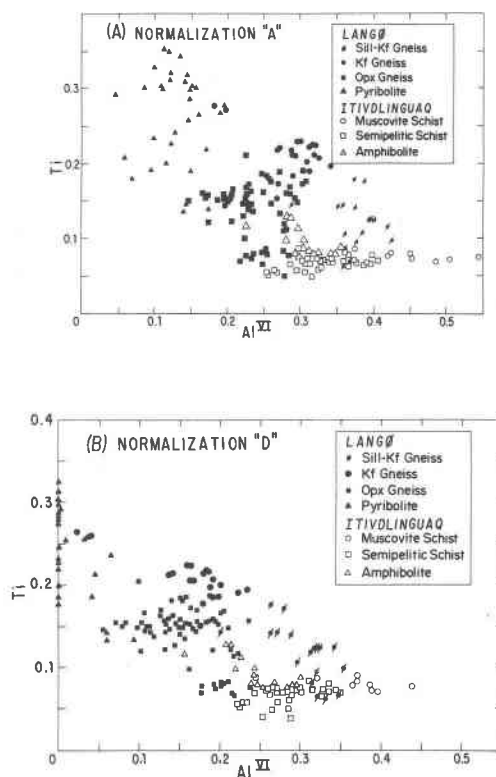 (A) NORMALIZATION "A"
LANGØ
Sill-Kf Gneiss
Kf Gneiss
Opx Gneiss
Pyribolite
ITIVDLINGUAQ
Muscovite Schist
Semipelitic Schist
Amphibolite
0.3
0.2
0.1
Ti
0 0.1 0.2 0.3 0.4 0.5
Al VI
(B) NORMALIZATION "D"
LANGØ
Sill-Kf Gneiss
Kf Gneiss
Opx Gneiss
Pyribolite
ITIVDLINGUAQ
Muscovite Schist
Semipelitic Schist
Amphibolite
0.4
0.3
0.2
0.1
0
Ti
0 0.1 0.2 0.3 0.4 0.5
Al VI